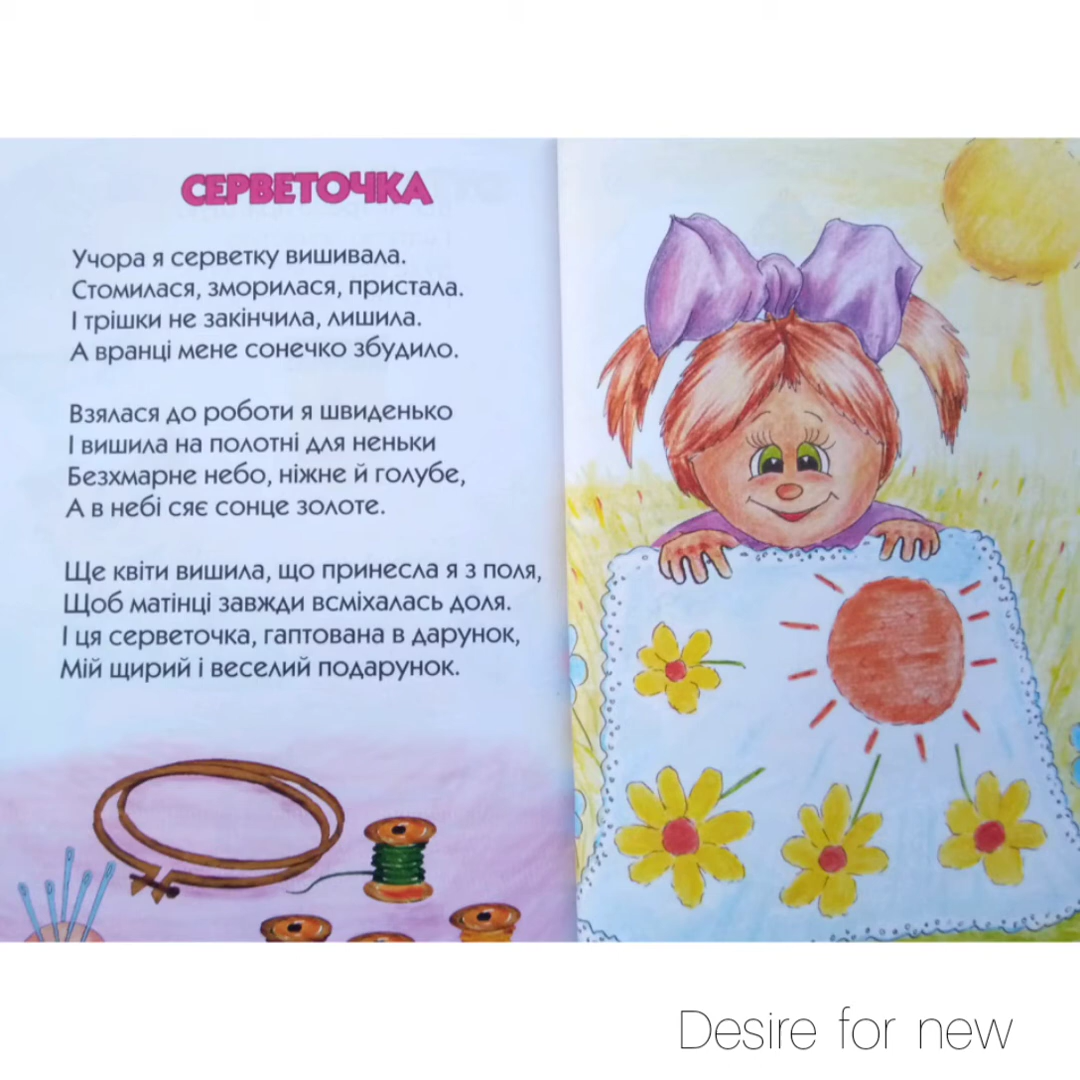 СЕРВЕТОЧКА
Учора я серветку вишивала.
Стомилася, зморилася, пристала.
І трішки не закінчила, лишила.
А вранці мене сонечко збудило.
Взялася до роботи я швиденько
І вишила на полотні для неньки
Безхмарне небо, ніжне й голубе,
А в небі сяє сонце золоте.
Ще квіти вишила, що принесла я з поля,
Щоб матінці завжди всміхалась доля.
І ця серветочка, гаптована в дарунок,
Мій щирий і веселий подарунок.
Desire for new